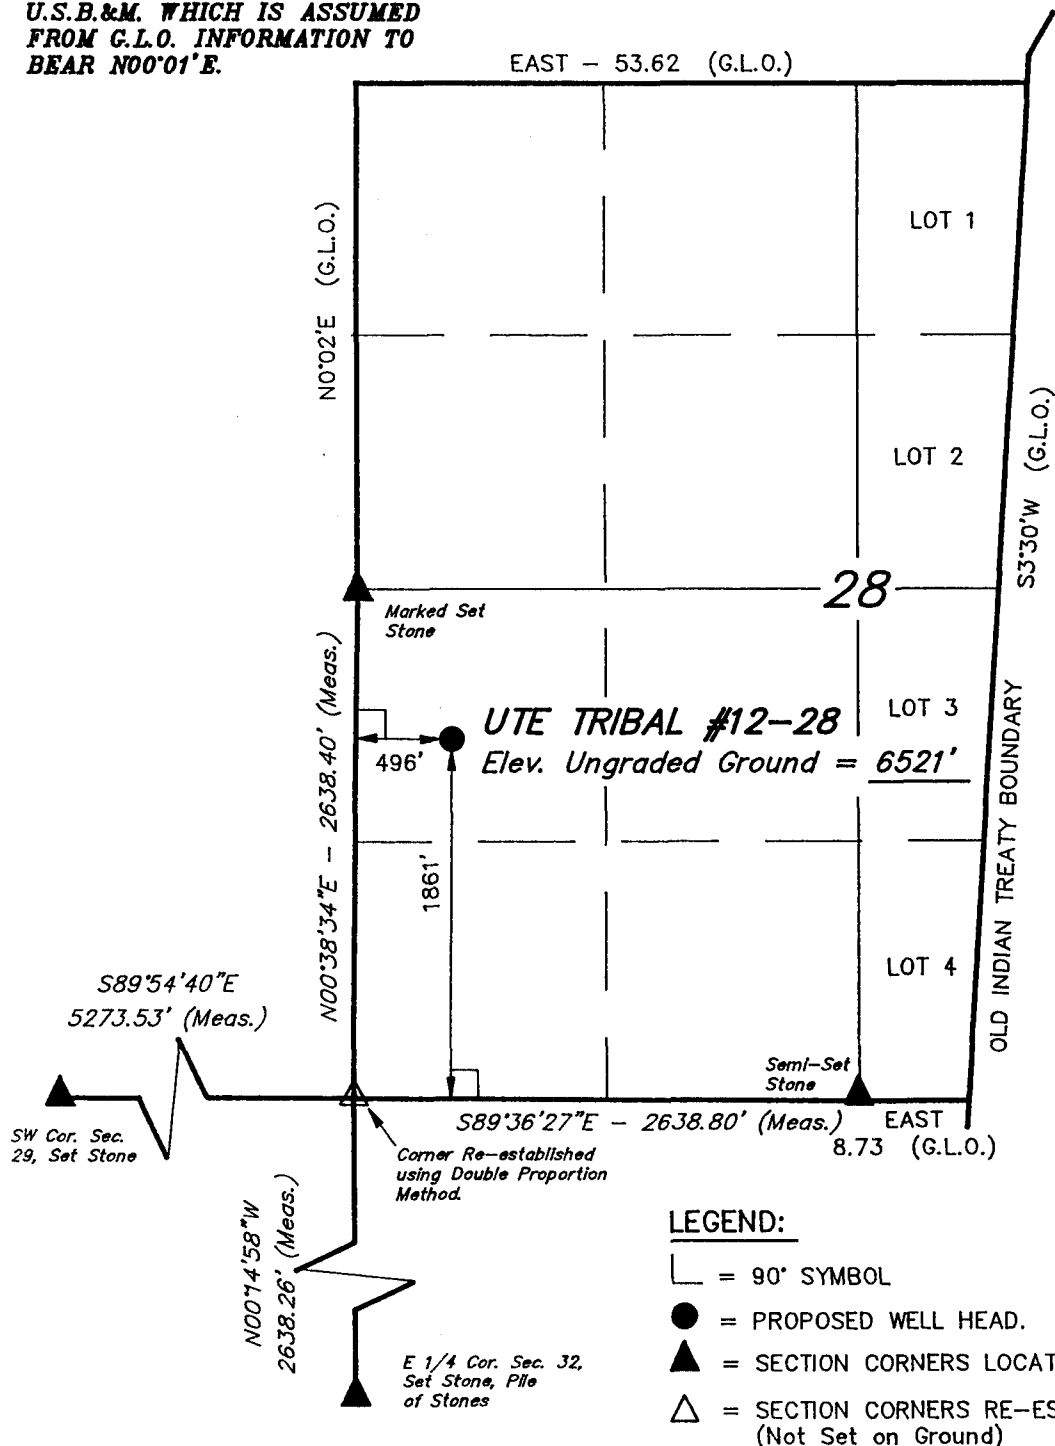 U.S.B.&M. WHICH IS ASSUMED
FROM G.L.O. INFORMATION TO
BEAR N00°01'E.
EAST - 53.62 (G.L.O.)
LOT 1
N0°02'E (G.L.O.)
LOT 2
S3°30'W (G.L.O.)
28
Marked Set
Stone
N00°38'34"E - 2638.40' (Meas.)
LOT 3
UTE TRIBAL #12-28
496'
Elev. Ungraded Ground = 6521'
OLD INDIAN TREATY BOUNDARY
1861'
LOT 4
S89°54'40"E
5273.53' (Meas.)
Semi-Set
Stone
S89°36'27"E - 2638.80' (Meas.)
EAST
8.73 (G.L.O.)
SW Cor. Sec.
29, Set Stone
Corner Re-established
using Double Proportion
Method.
N00°14'58"W
2638.26' (Meas.)
E 1/4 Cor. Sec. 32,
Set Stone, Pile
of Stones
LEGEND:
= 90° SYMBOL
= PROPOSED WELL HEAD.
= SECTION CORNERS LOCAT
= SECTION CORNERS RE-ES
(Not Set on Ground)